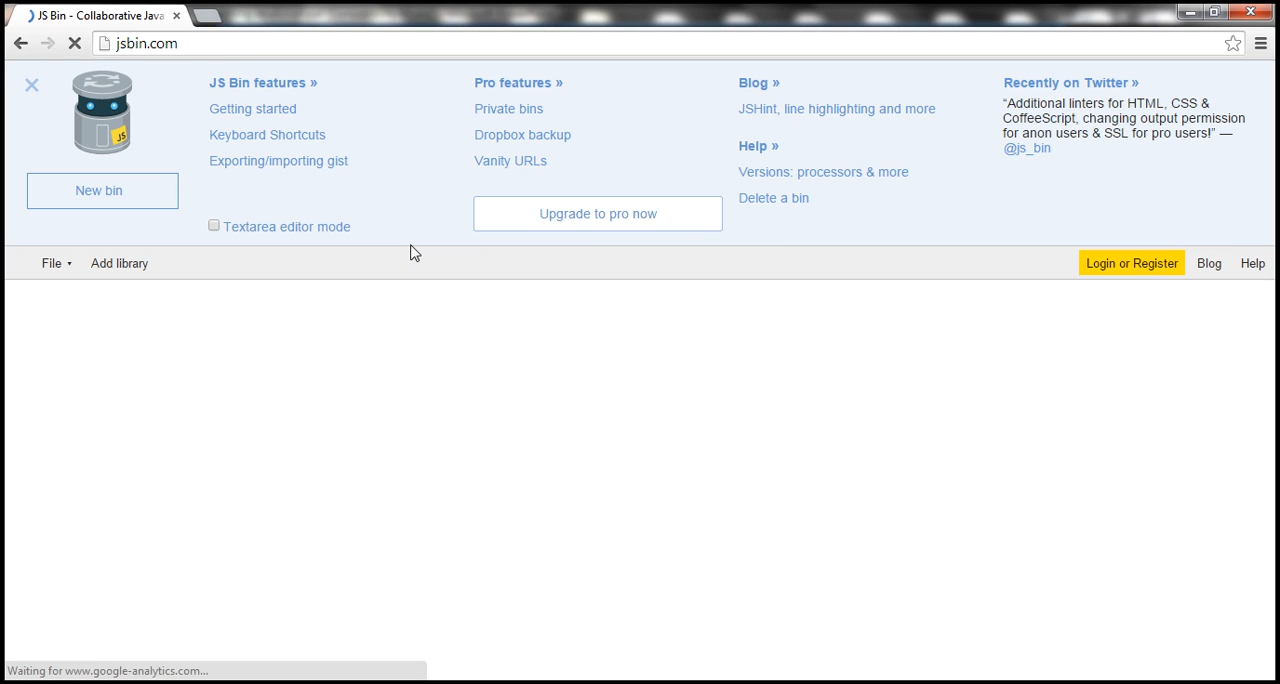 JS Bin - Collaborative Java
jsbin.com
JS Bin features »
Getting started
Keyboard Shortcuts
Exporting/importing gist
Textarea editor mode
JS
New bin
Pro features »
Private bins
Dropbox backup
Vanity URLs
Upgrade to pro now
Blog »
JSHint, line highlighting and more
Help »
Versions: processors & more
Delete a bin
Recently on Twitter »
“Additional linters for HTML, CSS &
CoffeeScript, changing output permission
for anon users & SSL for pro users!” —
@js_bin
File
Add library
Login or Register
Blog
Help
Waiting for www.google-analytics.com...